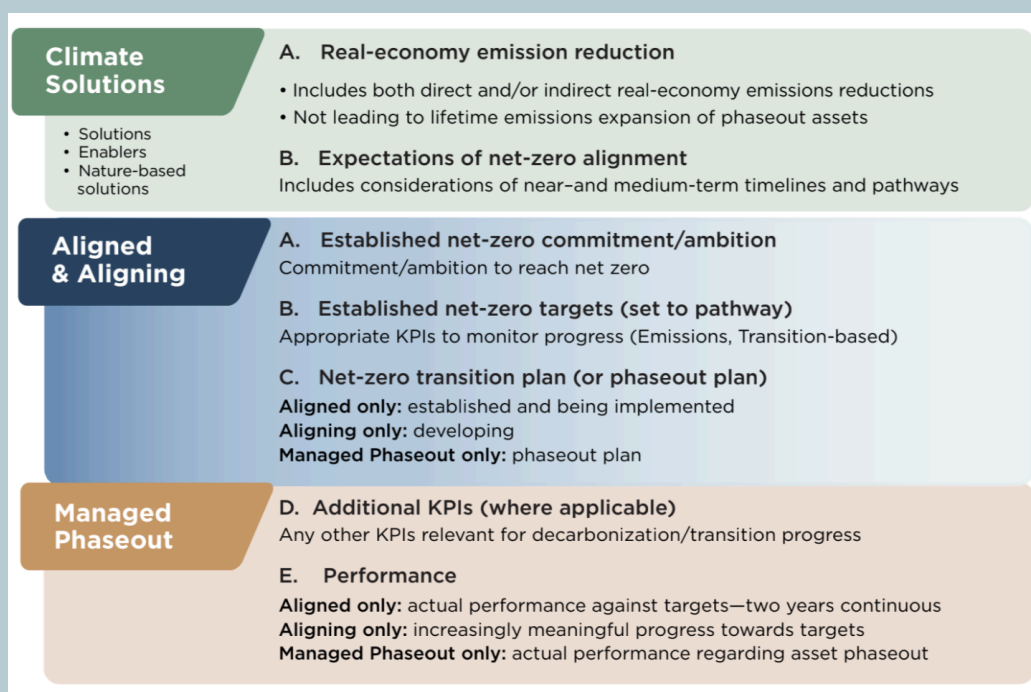 Climate
Solutions
• Solutions
• Enablers
• Nature-based
solutions
A. Real-economy emission reduction
• Includes both direct and/or indirect real-economy emissions reductions
• Not leading to lifetime emissions expansion of phaseout assets
B. Expectations of net-zero alignment
Includes considerations of near–and medium-term timelines and pathways
Aligned
& Aligning
A. Established net-zero commitment/ambition
Commitment/ambition to reach net zero
B. Established net-zero targets (set to pathway)
Appropriate KPIs to monitor progress (Emissions, Transition-based)
C. Net-zero transition plan (or phaseout plan)
Aligned only: established and being implemented
Aligning only: developing
Managed Phaseout only: phaseout plan
Managed
Phaseout
D. Additional KPIs (where applicable)
Any other KPIs relevant for decarbonization/transition progress
E. Performance
Aligned only: actual performance against targets—two years continuous
Aligning only: increasingly meaningful progress towards targets
Managed Phaseout only: actual performance regarding asset phaseout